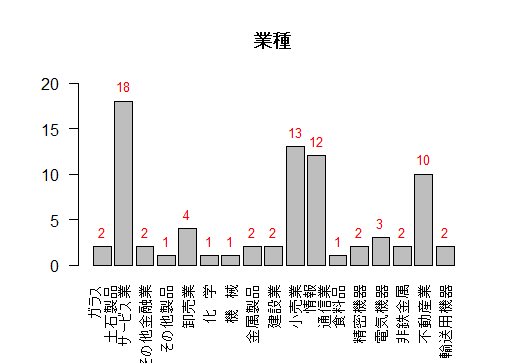 業種
20
15
10
5
0
2
18
2
1
4
1
1
2
2
13
12
1
2
3
2
10
2
ガラス
土石製品
サービス業
その他金融業
その他製品
卸売業
化　学
機　械
金属製品
建設業
小売業
情報
通信業
食料品
精密機器
電気機器
非鉄金属
不動産業
輸送用機器